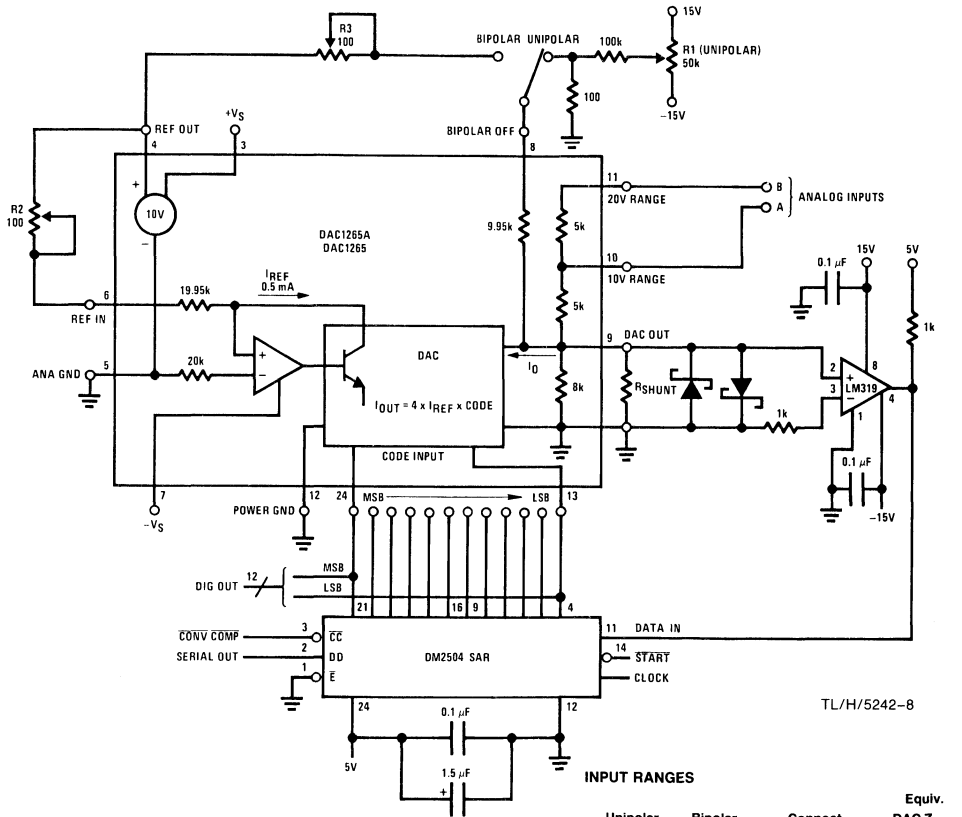 R3
100
BIPOLAR UNIPOLAR
100k
15V
R1 (UNIPOLAR)
50k
100
-15V
REF OUT
4
+VS
3
BIPOLAR OFF
8
R2
100
+
10V
-
DAC1265A
DAC1265
9.95k
5k
11
20V RANGE
B
A
ANALOG INPUTS
10
10V RANGE
5k
IREF
0.5 mA
6
REF IN
19.95k
0.1 µF
15V
5V
1k
5
ANA GND
20k
+
-
DAC
IOUT = 4 x IREF x CODE
CODE INPUT
IO
8k
9
DAC OUT
RSHUNT
1k
2
3
+
-
8
LM319
1
4
0.1 µF
-15V
7
-VS
12
POWER GND
24
MSB
LSB
13
DIG OUT
12
MSB
LSB
21
16
9
4
CONV COMP
3
CC
SERIAL OUT
2
DD
1
E
DM2504 SAR
11
DATA IN
14
START
CLOCK
24
12
5V
0.1 µF
1.5 µF
+
TL/H/5242-8
INPUT RANGES
Equiv.
Unipolar Bipolar Connect DAC Z